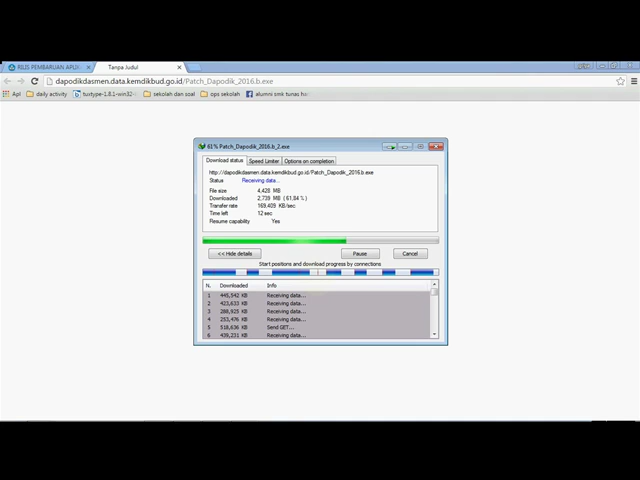 RILIS PEMBARUAN APLIK
Tanpa Judul
dapodikdasmen.data.kemdikbud.go.id/Patch_Dapodik_2016.b.exe
Apl
daily activity
tuxtype-1.8.1-win32-
sekolah dan soal
ops sekolah
alumni smk tunas ha
61% Patch_Dapodik_2016.b_2.exe
Download status
Speed Limiter
Options on completion
http://dapodikdasmen.data.kemdikbud.go.id/Patch_Dapodik_2016.b.exe
Status Receiving data...
File size 4,428 MB
Downloaded 2,739 MB ( 61,84 % )
Transfer rate 169,409 KB/sec
Time left 12 sec
Resume capability Yes
<< Hide details
Pause
Cancel
Start positions and download progress by connections
N. Downloaded Info
1 445,542 KB Receiving data...
2 423,633 KB Receiving data...
3 288,925 KB Receiving data...
4 253,476 KB Receiving data...
5 518,636 KB Send GET...
6 439,231 KB Receiving data...